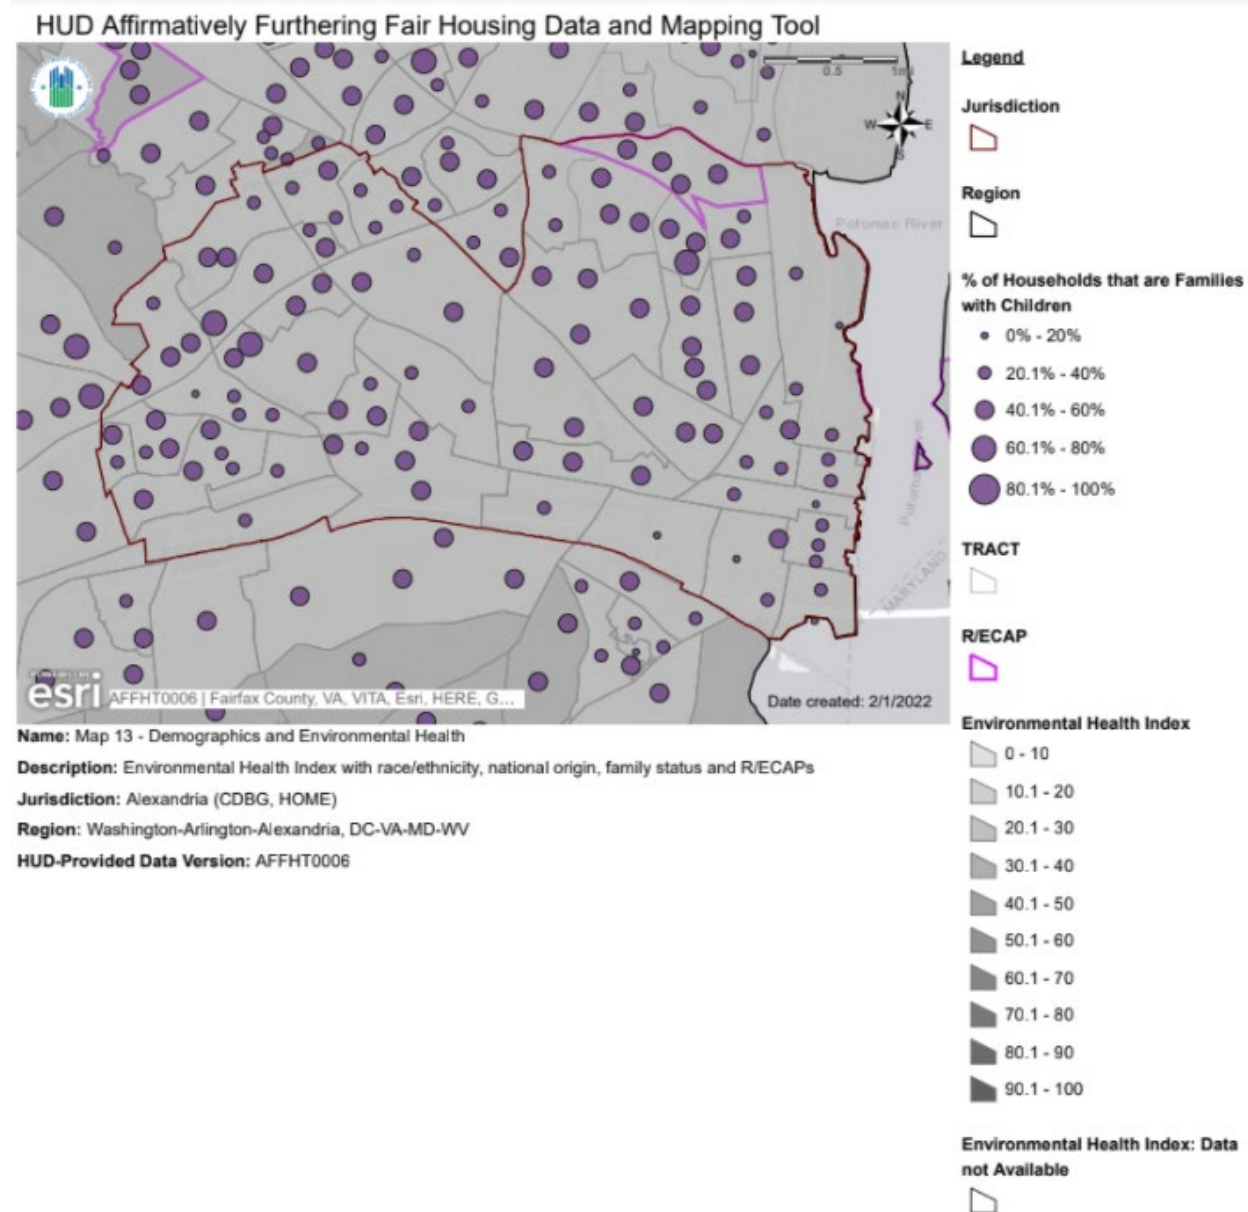 HUD Affirmatively Furthering Fair Housing Data and Mapping Tool
0.5 1mi
N
W E
S
Potomac River
Potomac River
MARYLAND
POWERED BY
esri
AFFHT0006 | Fairfax County, VA, VITA, Esri, HERE, G...
Date created: 2/1/2022
Name: Map 13 - Demographics and Environmental Health
Description: Environmental Health Index with race/ethnicity, national origin, family status and R/ECAPs
Jurisdiction: Alexandria (CDBG, HOME)
Region: Washington-Arlington-Alexandria, DC-VA-MD-WV
HUD-Provided Data Version: AFFHT0006
Legend
Jurisdiction
Region
% of Households that are Families
with Children
0% - 20%
20.1% - 40%
40.1% - 60%
60.1% - 80%
80.1% - 100%
TRACT
R/ECAP
Environmental Health Index
0 - 10
10.1 - 20
20.1 - 30
30.1 - 40
40.1 - 50
50.1 - 60
60.1 - 70
70.1 - 80
80.1 - 90
90.1 - 100
Environmental Health Index: Data
not Available